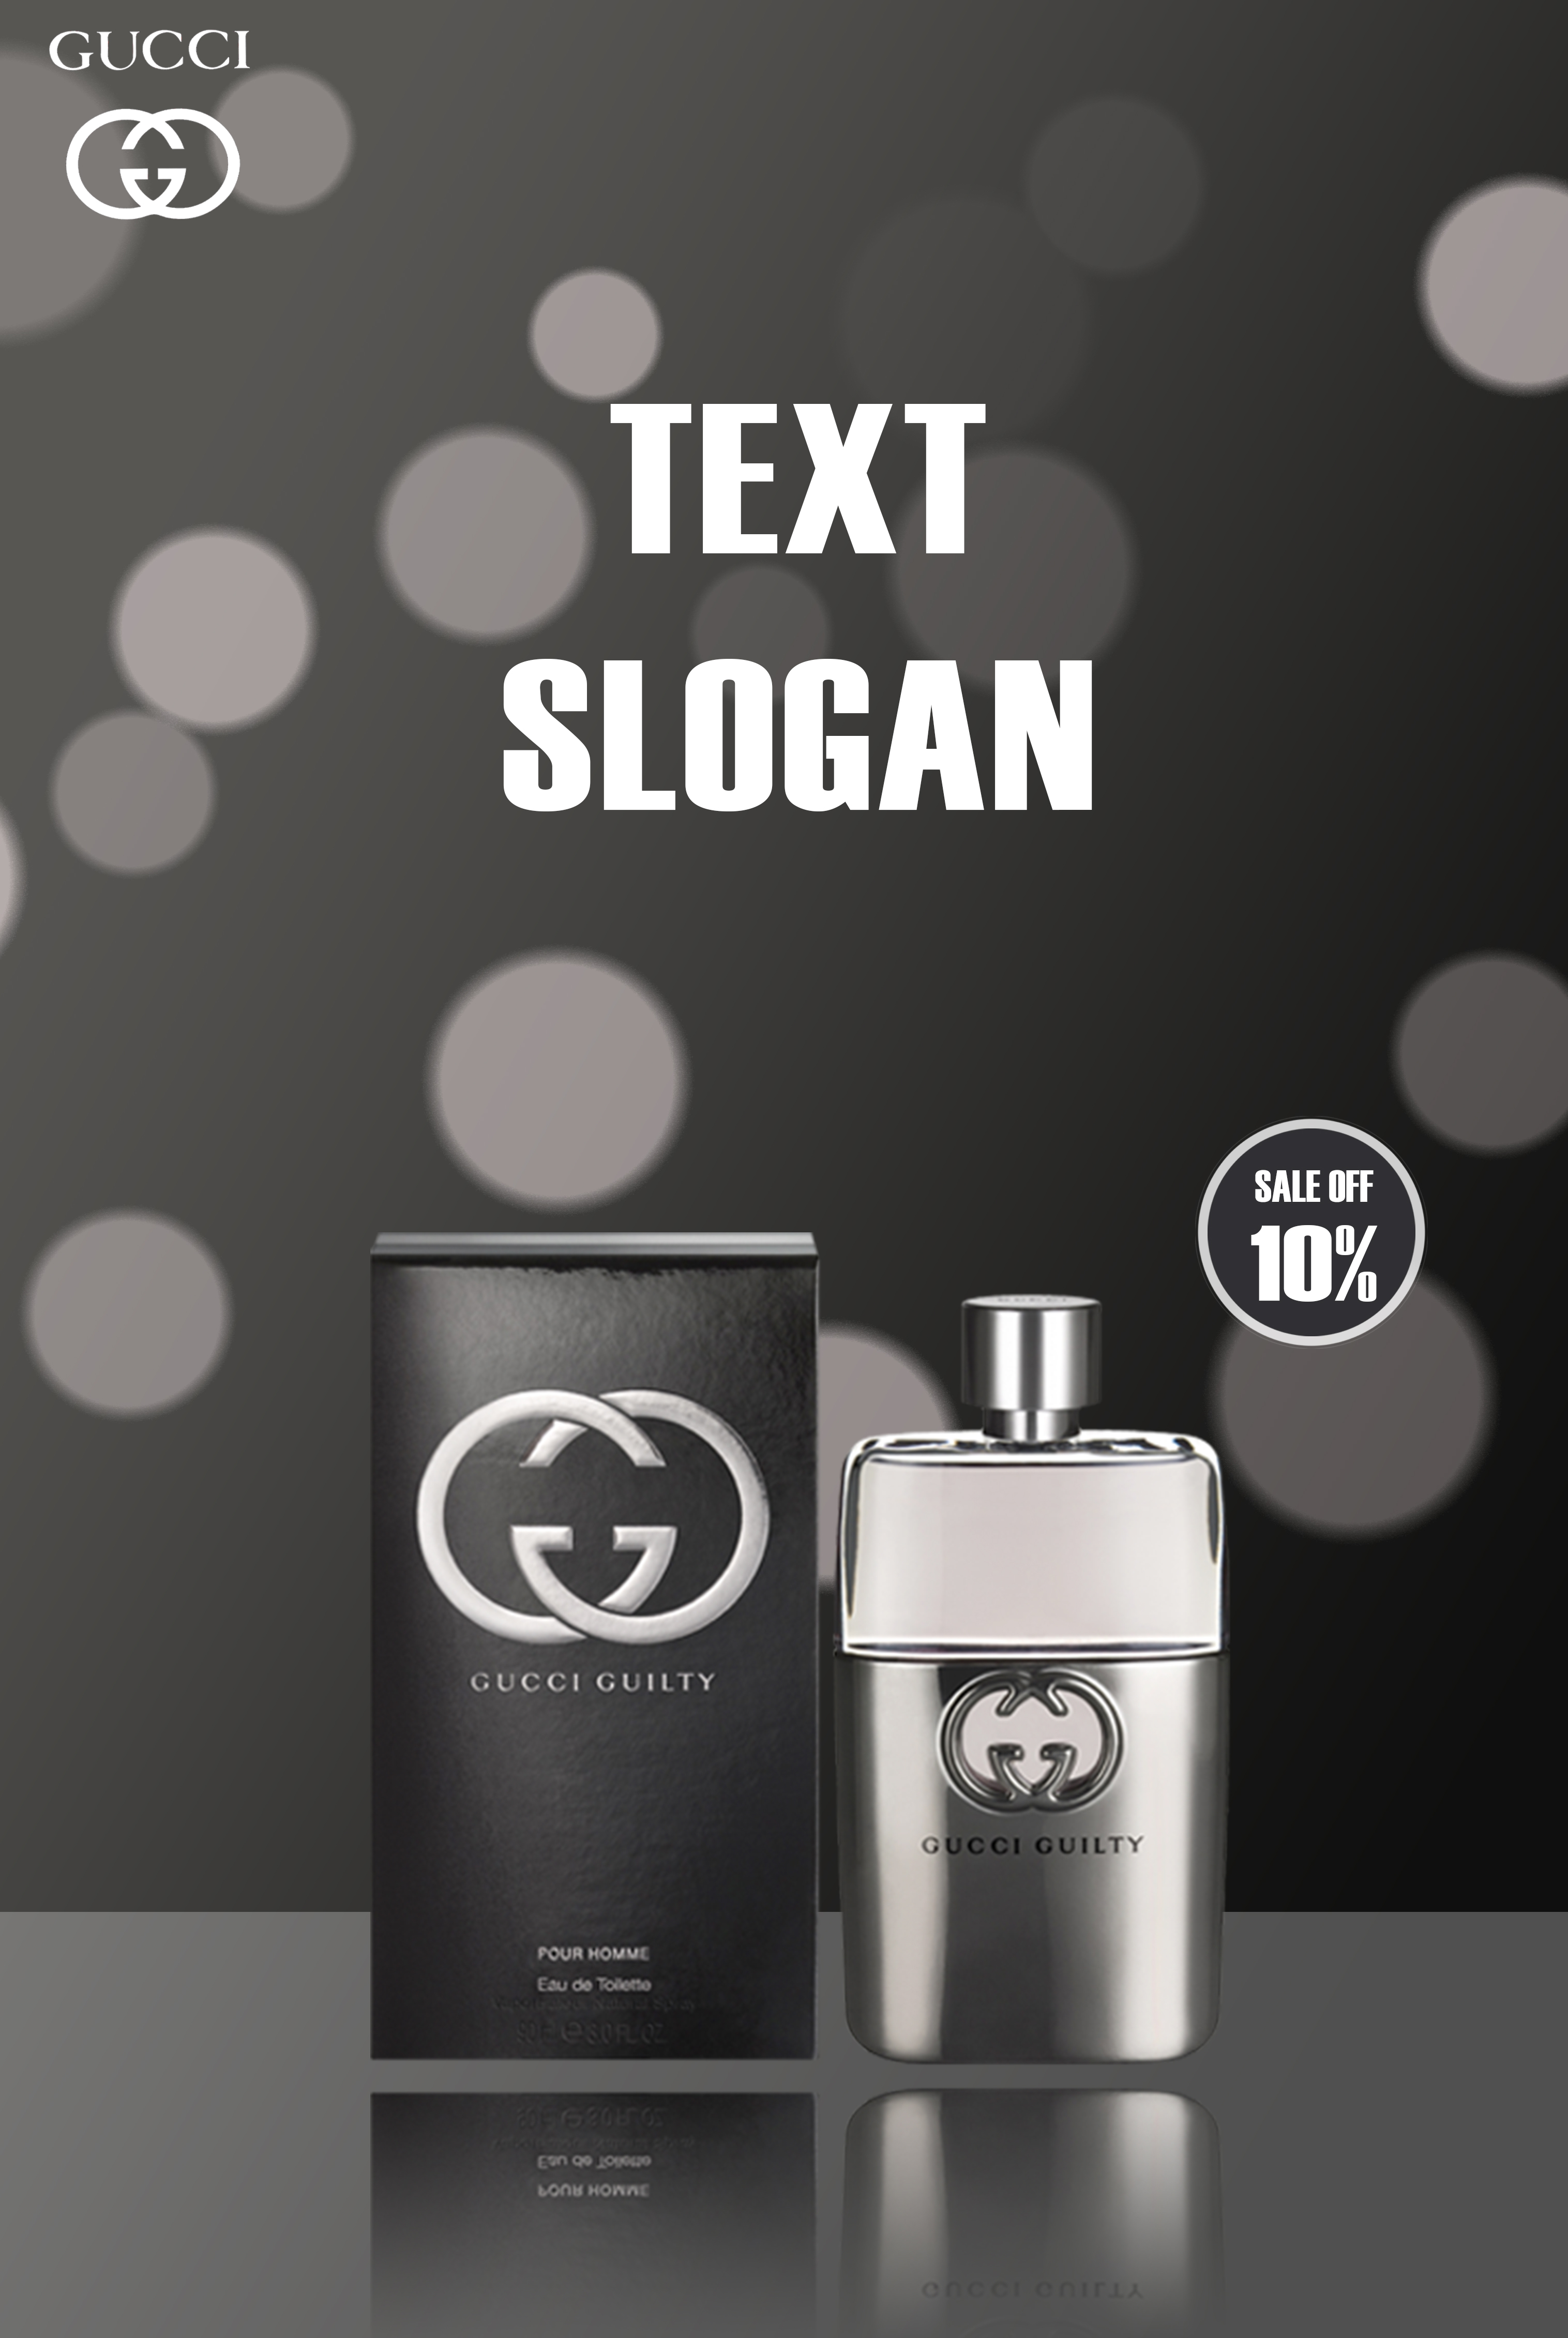 GUCCI
TEXT
SLOGAN
SALE OFF
10%
GUCCI GUILTY
GUCCI GUILTY
POUR HOMME
Eau de Toilette